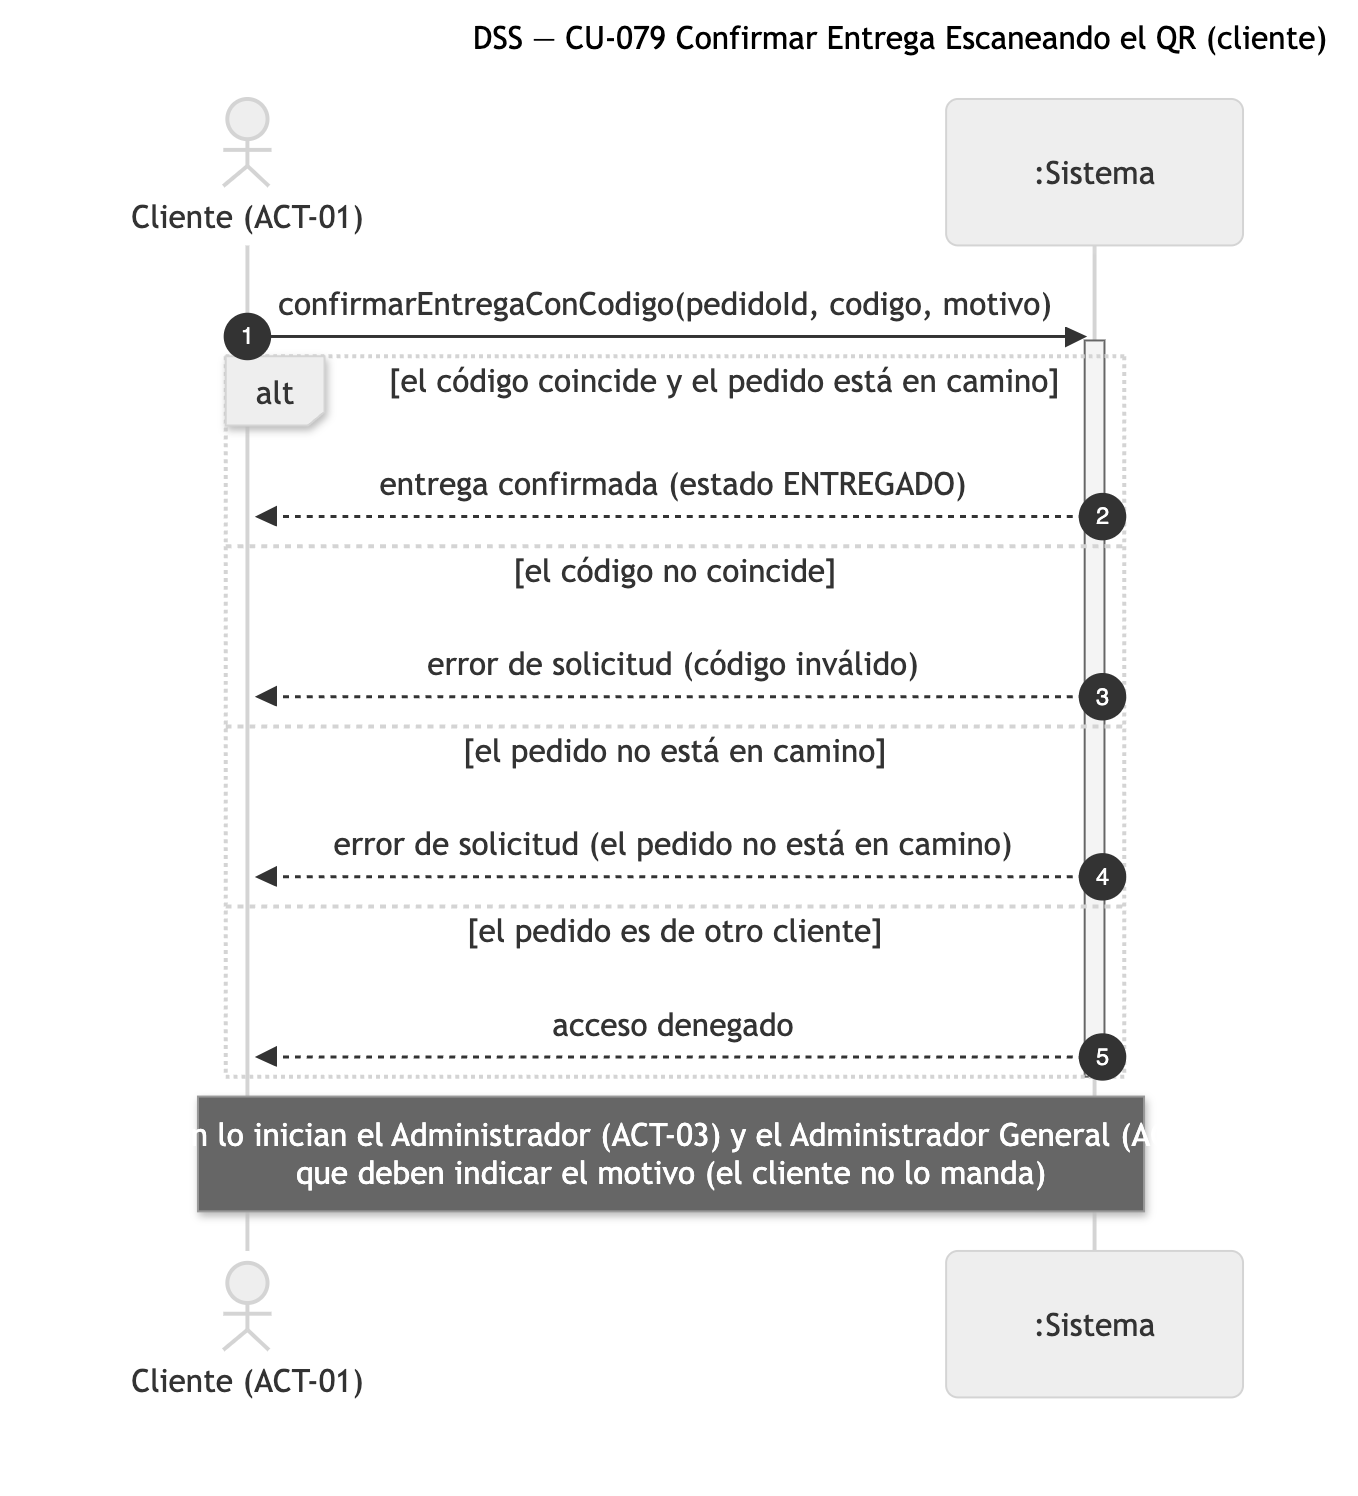 DSS — CU-079 Confirmar Entrega Escaneando el QR (cliente)
Cliente (ACT-01)
:Sistema
confirmarEntregaConCodigo(pedidoId, codigo, motivo)
1
alt
[el código coincide y el pedido está en camino]
entrega confirmada (estado ENTREGADO)
2
[el código no coincide]
error de solicitud (código inválido)
3
[el pedido no está en camino]
error de solicitud (el pedido no está en camino)
4
[el pedido es de otro cliente]
acceso denegado
5
lo inician el Administrador (ACT-03) y el Administrador General
que deben indicar el motivo (el cliente no lo manda)
Cliente (ACT-01)
:Sistema